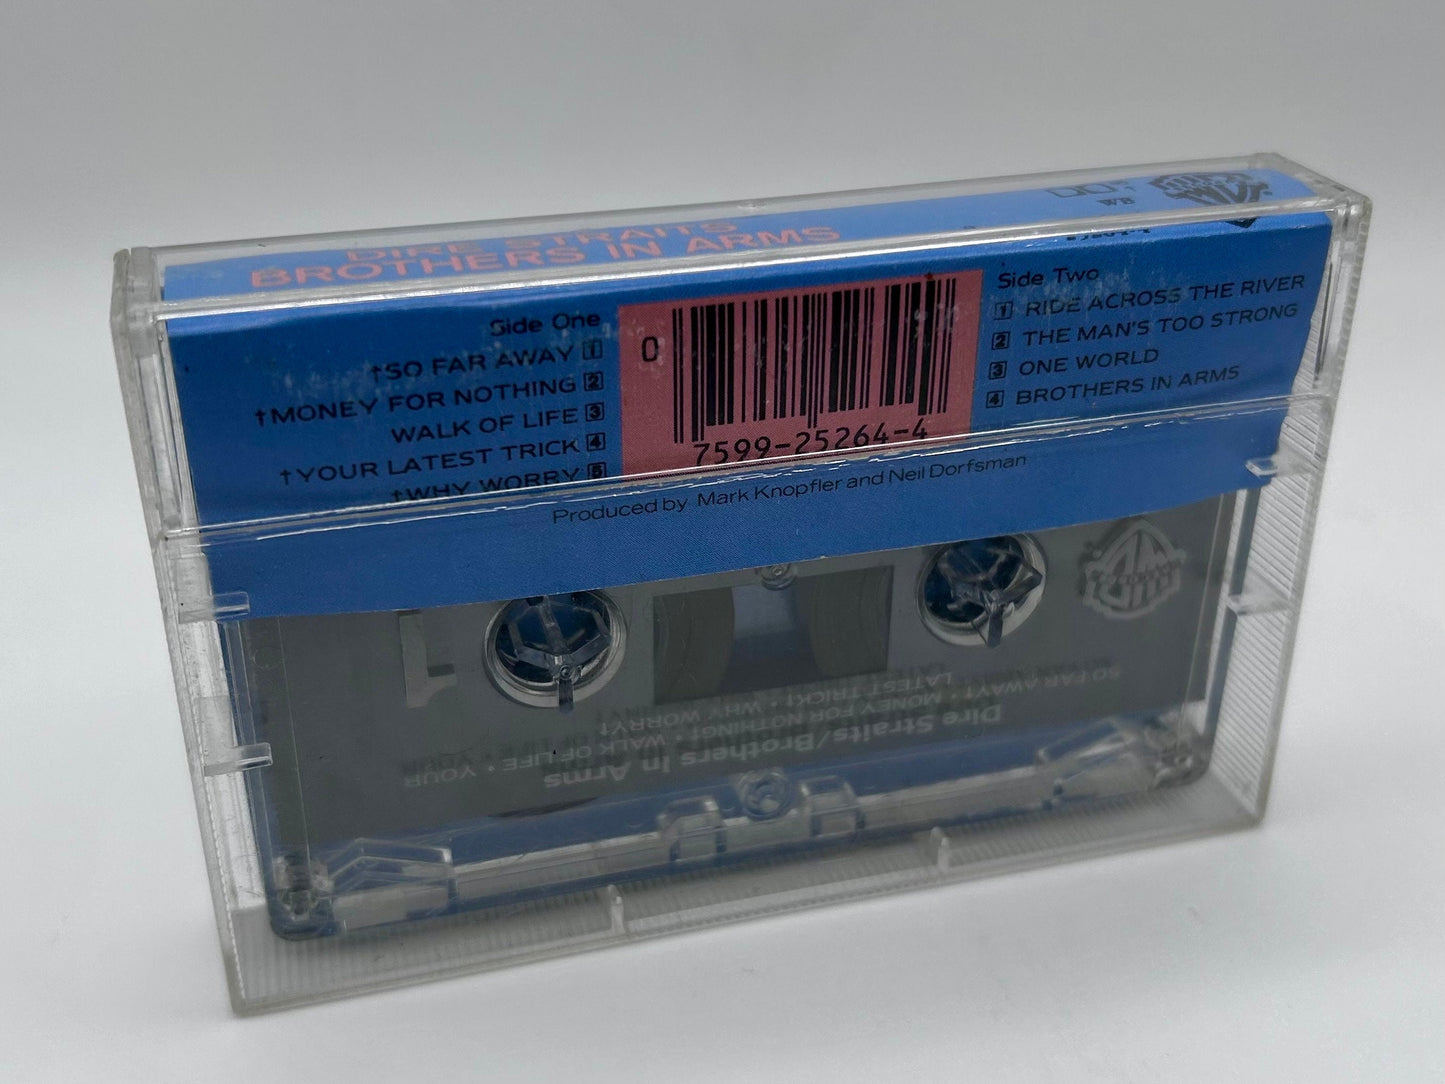 DIRE STRAITS
BROTHERS IN ARMS
WB
Side One
†SO FAR AWAY 1
†MONEY FOR NOTHING 2
WALK OF LIFE 3
†YOUR LATEST TRICK 4
†WHY WORRY 5
0
7599-25264-4
Side Two
1 RIDE ACROSS THE RIVER
2 THE MAN'S TOO STRONG
3 ONE WORLD
4 BROTHERS IN ARMS
Produced by Mark Knopfler and Neil Dorfsman
1
Dire Straits/Brothers In Arms
SO FAR AWAY† • MONEY FOR NOTHING† • WALK OF LIFE • YOUR
LATEST TRICK† • WHY WORRY†